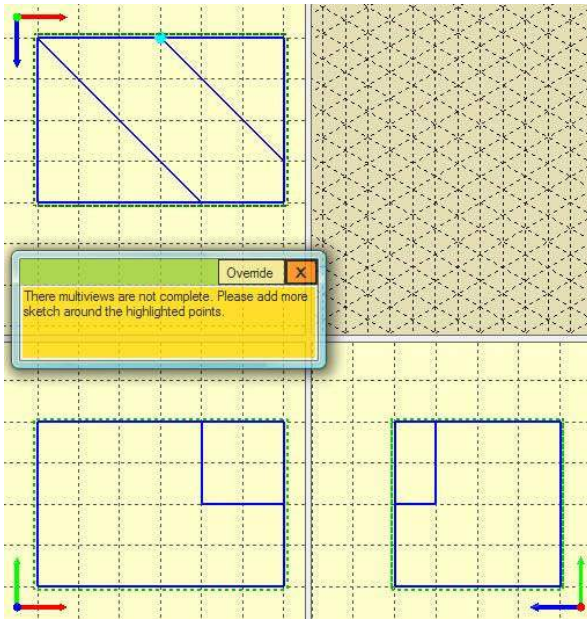 Override X
There multiviews are not complete. Please add more
sketch around the highlighted points.